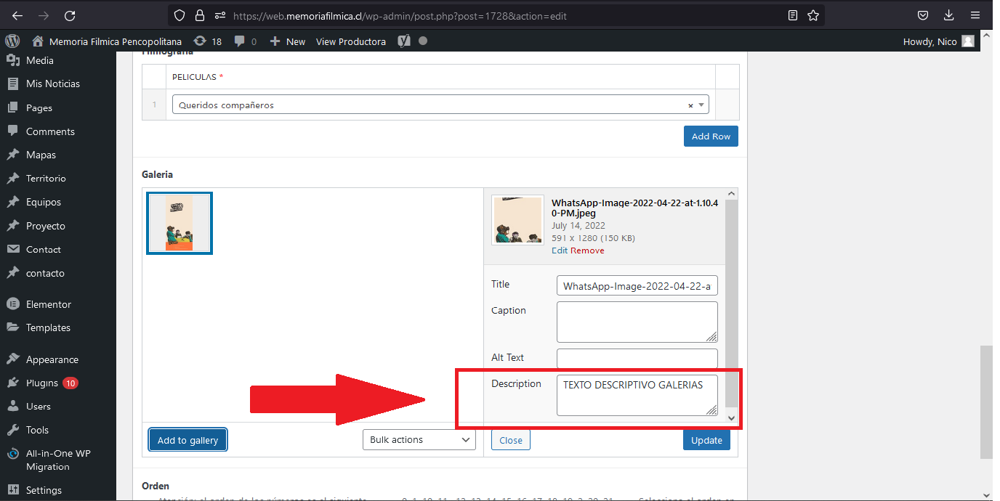 https://web.memoriafilmica.cl/wp-admin/post.php?post=1728&action=edit
Memoria Filmica Pencopolitana 18 0 New View Productora Howdy, Nico
Media
Mis Noticias
Pages
Comments
Mapas
Territorio
Equipos
Proyecto
Contact
contacto
Elementor
Templates
Appearance
Plugins 10
Users
Tools
All-in-One WP
Migration
Settings
Filmografia
PELICULAS *
1 Queridos compañeros × 
Add Row
Galeria
WhatsApp-Image-2022-04-22-at-1.10.4
0-PM.jpeg
July 14, 2022
591 x 1280 (150 KB)
Edit Remove
Title WhatsApp-Image-2022-04-22-a
Caption
Alt Text
Description TEXTO DESCRIPTIVO GALERIAS
Add to gallery Bulk actions Close Update
Orden